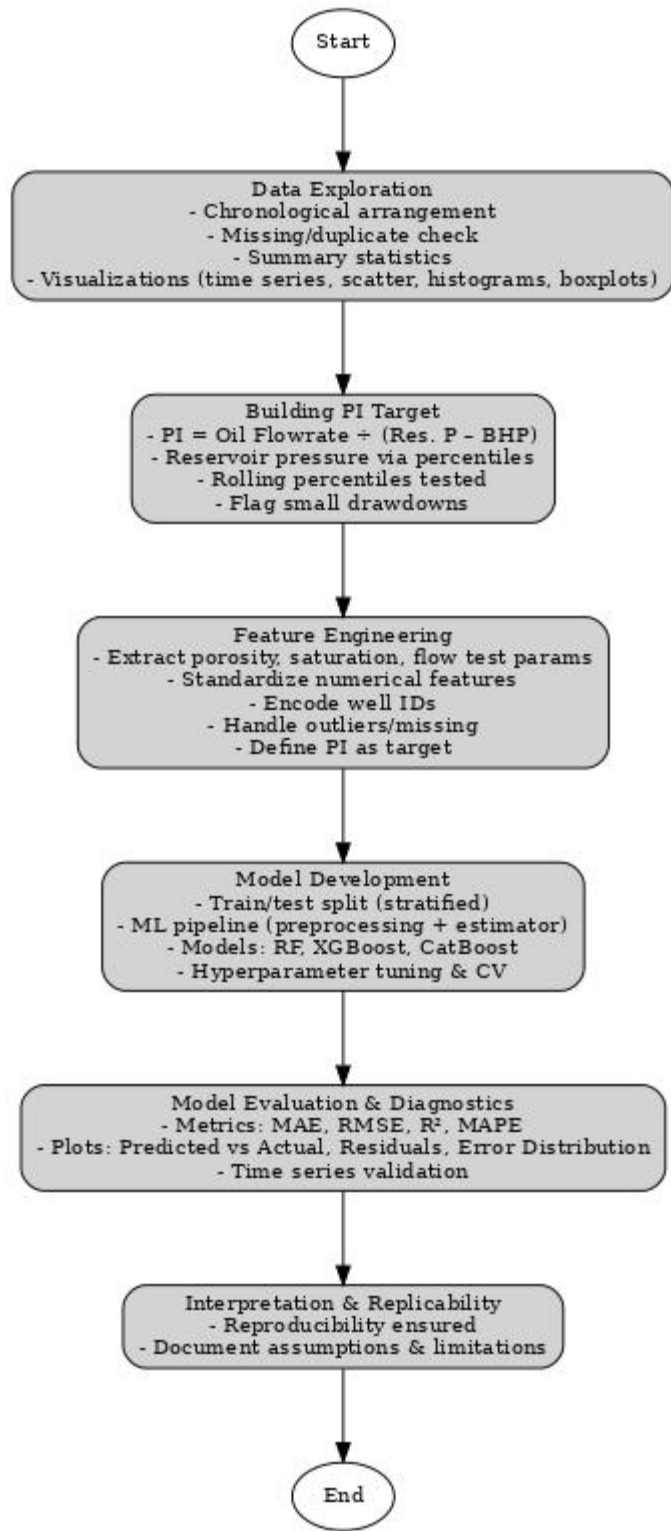 Start
Data Exploration
- Chronological arrangement
- Missing/duplicate check
- Summary statistics
- Visualizations (time series, scatter, histograms, boxplots)
Building PI Target
- PI = Oil Flowrate ÷ (Res. P – BHP)
- Reservoir pressure via percentiles
- Rolling percentiles tested
- Flag small drawdowns
Feature Engineering
- Extract porosity, saturation, flow test params
- Standardize numerical features
- Encode well IDs
- Handle outliers/missing
- Define PI as target
Model Development
- Train/test split (stratified)
- ML pipeline (preprocessing + estimator)
- Models: RF, XGBoost, CatBoost
- Hyperparameter tuning & CV
Model Evaluation & Diagnostics
- Metrics: MAE, RMSE, R², MAPE
- Plots: Predicted vs Actual, Residuals, Error Distribution
- Time series validation
Interpretation & Replicability
- Reproducibility ensured
- Document assumptions & limitations
End